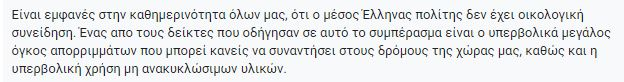 Είναι εμφανές στην καθημερινότητα όλων μας, ότι ο μέσος Έλληνας πολίτης δεν έχει οικολογική
συνείδηση. Ένας απο τους δείκτες που οδήγησαν σε αυτό το συμπέρασμα είναι ο υπερβολικά μεγάλος
όγκος απορριμμάτων που μπορεί κανείς να συναντήσει στους δρόμους της χώρας μας, καθώς και η
υπερβολική χρήση μη ανακυκλώσιμων υλικών.